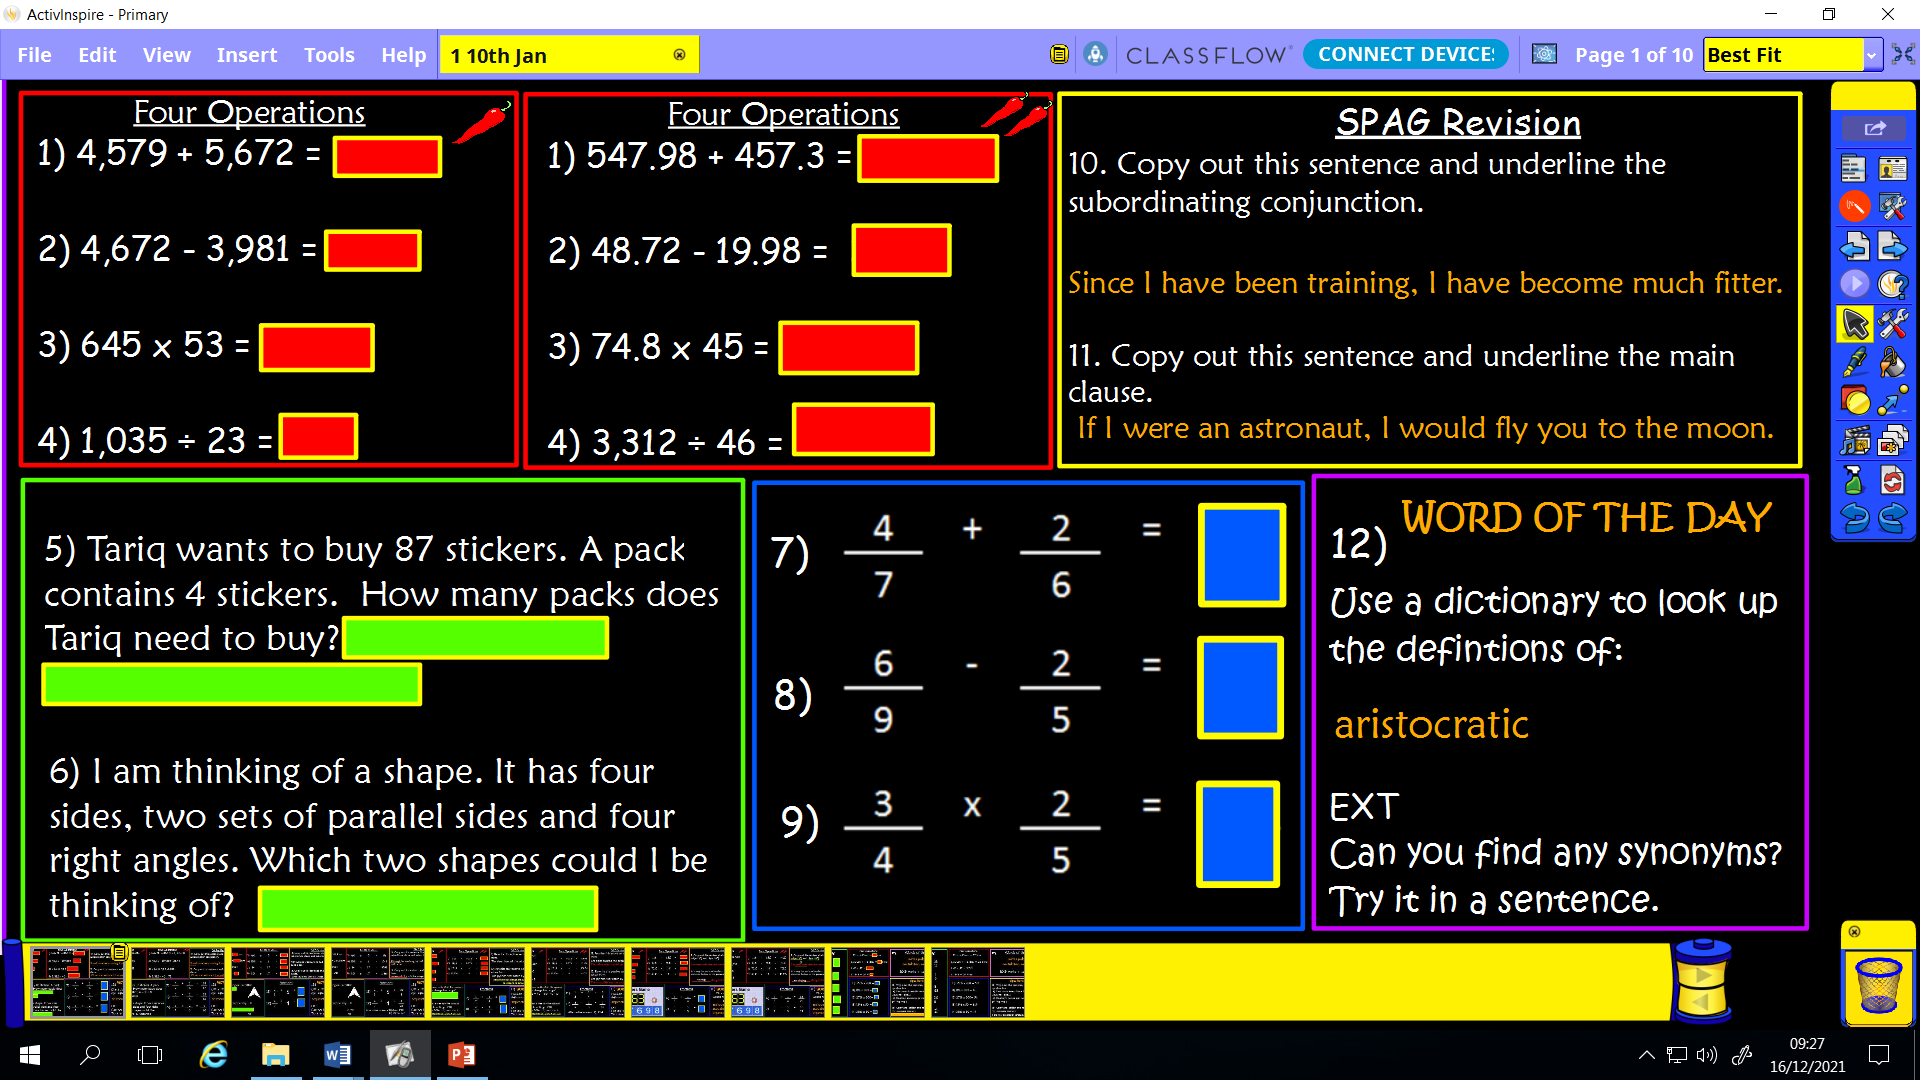 ActivInspire - Primary
File Edit View Insert Tools Help
1 10th Jan
CLASSFLOW
CONNECT DEVICES
Page 1 of 10
Best Fit
Four Operations
1) 4,579 + 5,672 =
2) 4,672 - 3,981 =
3) 645 x 53 =
4) 1,035 ÷ 23 =
Four Operations
1) 547.98 + 457.3 =
2) 48.72 - 19.98 =
3) 74.8 x 45 =
4) 3,312 ÷ 46 =
SPAG Revision
10. Copy out this sentence and underline the
subordinating conjunction.
Since I have been training, I have become much fitter.
11. Copy out this sentence and underline the main
clause.
If I were an astronaut, I would fly you to the moon.
5) Tariq wants to buy 87 stickers. A pack
contains 4 stickers. How many packs does
Tariq need to buy?
6) I am thinking of a shape. It has four
sides, two sets of parallel sides and four
right angles. Which two shapes could I be
thinking of?
7) 4/7 + 2/6 =
8) 6/9 - 2/5 =
9) 3/4 x 2/5 =
12) WORD OF THE DAY
Use a dictionary to look up
the defintions of:
aristocratic
EXT
Can you find any synonyms?
Try it in a sentence.
09:27
16/12/2021